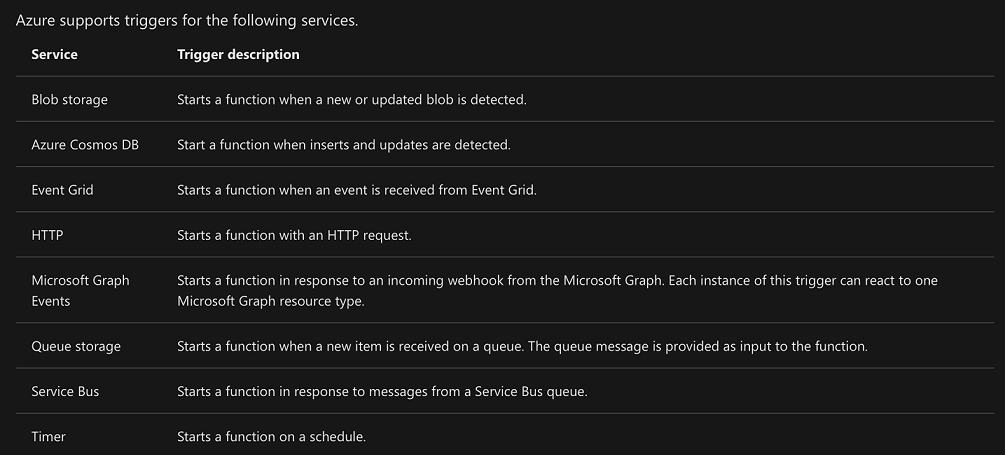 Azure supports triggers for the following services.
Service Trigger description
Blob storage Starts a function when a new or updated blob is detected.
Azure Cosmos DB Start a function when inserts and updates are detected.
Event Grid Starts a function when an event is received from Event Grid.
HTTP Starts a function with an HTTP request.
Microsoft Graph Starts a function in response to an incoming webhook from the Microsoft Graph. Each instance of this trigger can react to one
Events Microsoft Graph resource type.
Queue storage Starts a function when a new item is received on a queue. The queue message is provided as input to the function.
Service Bus Starts a function in response to messages from a Service Bus queue.
Timer Starts a function on a schedule.